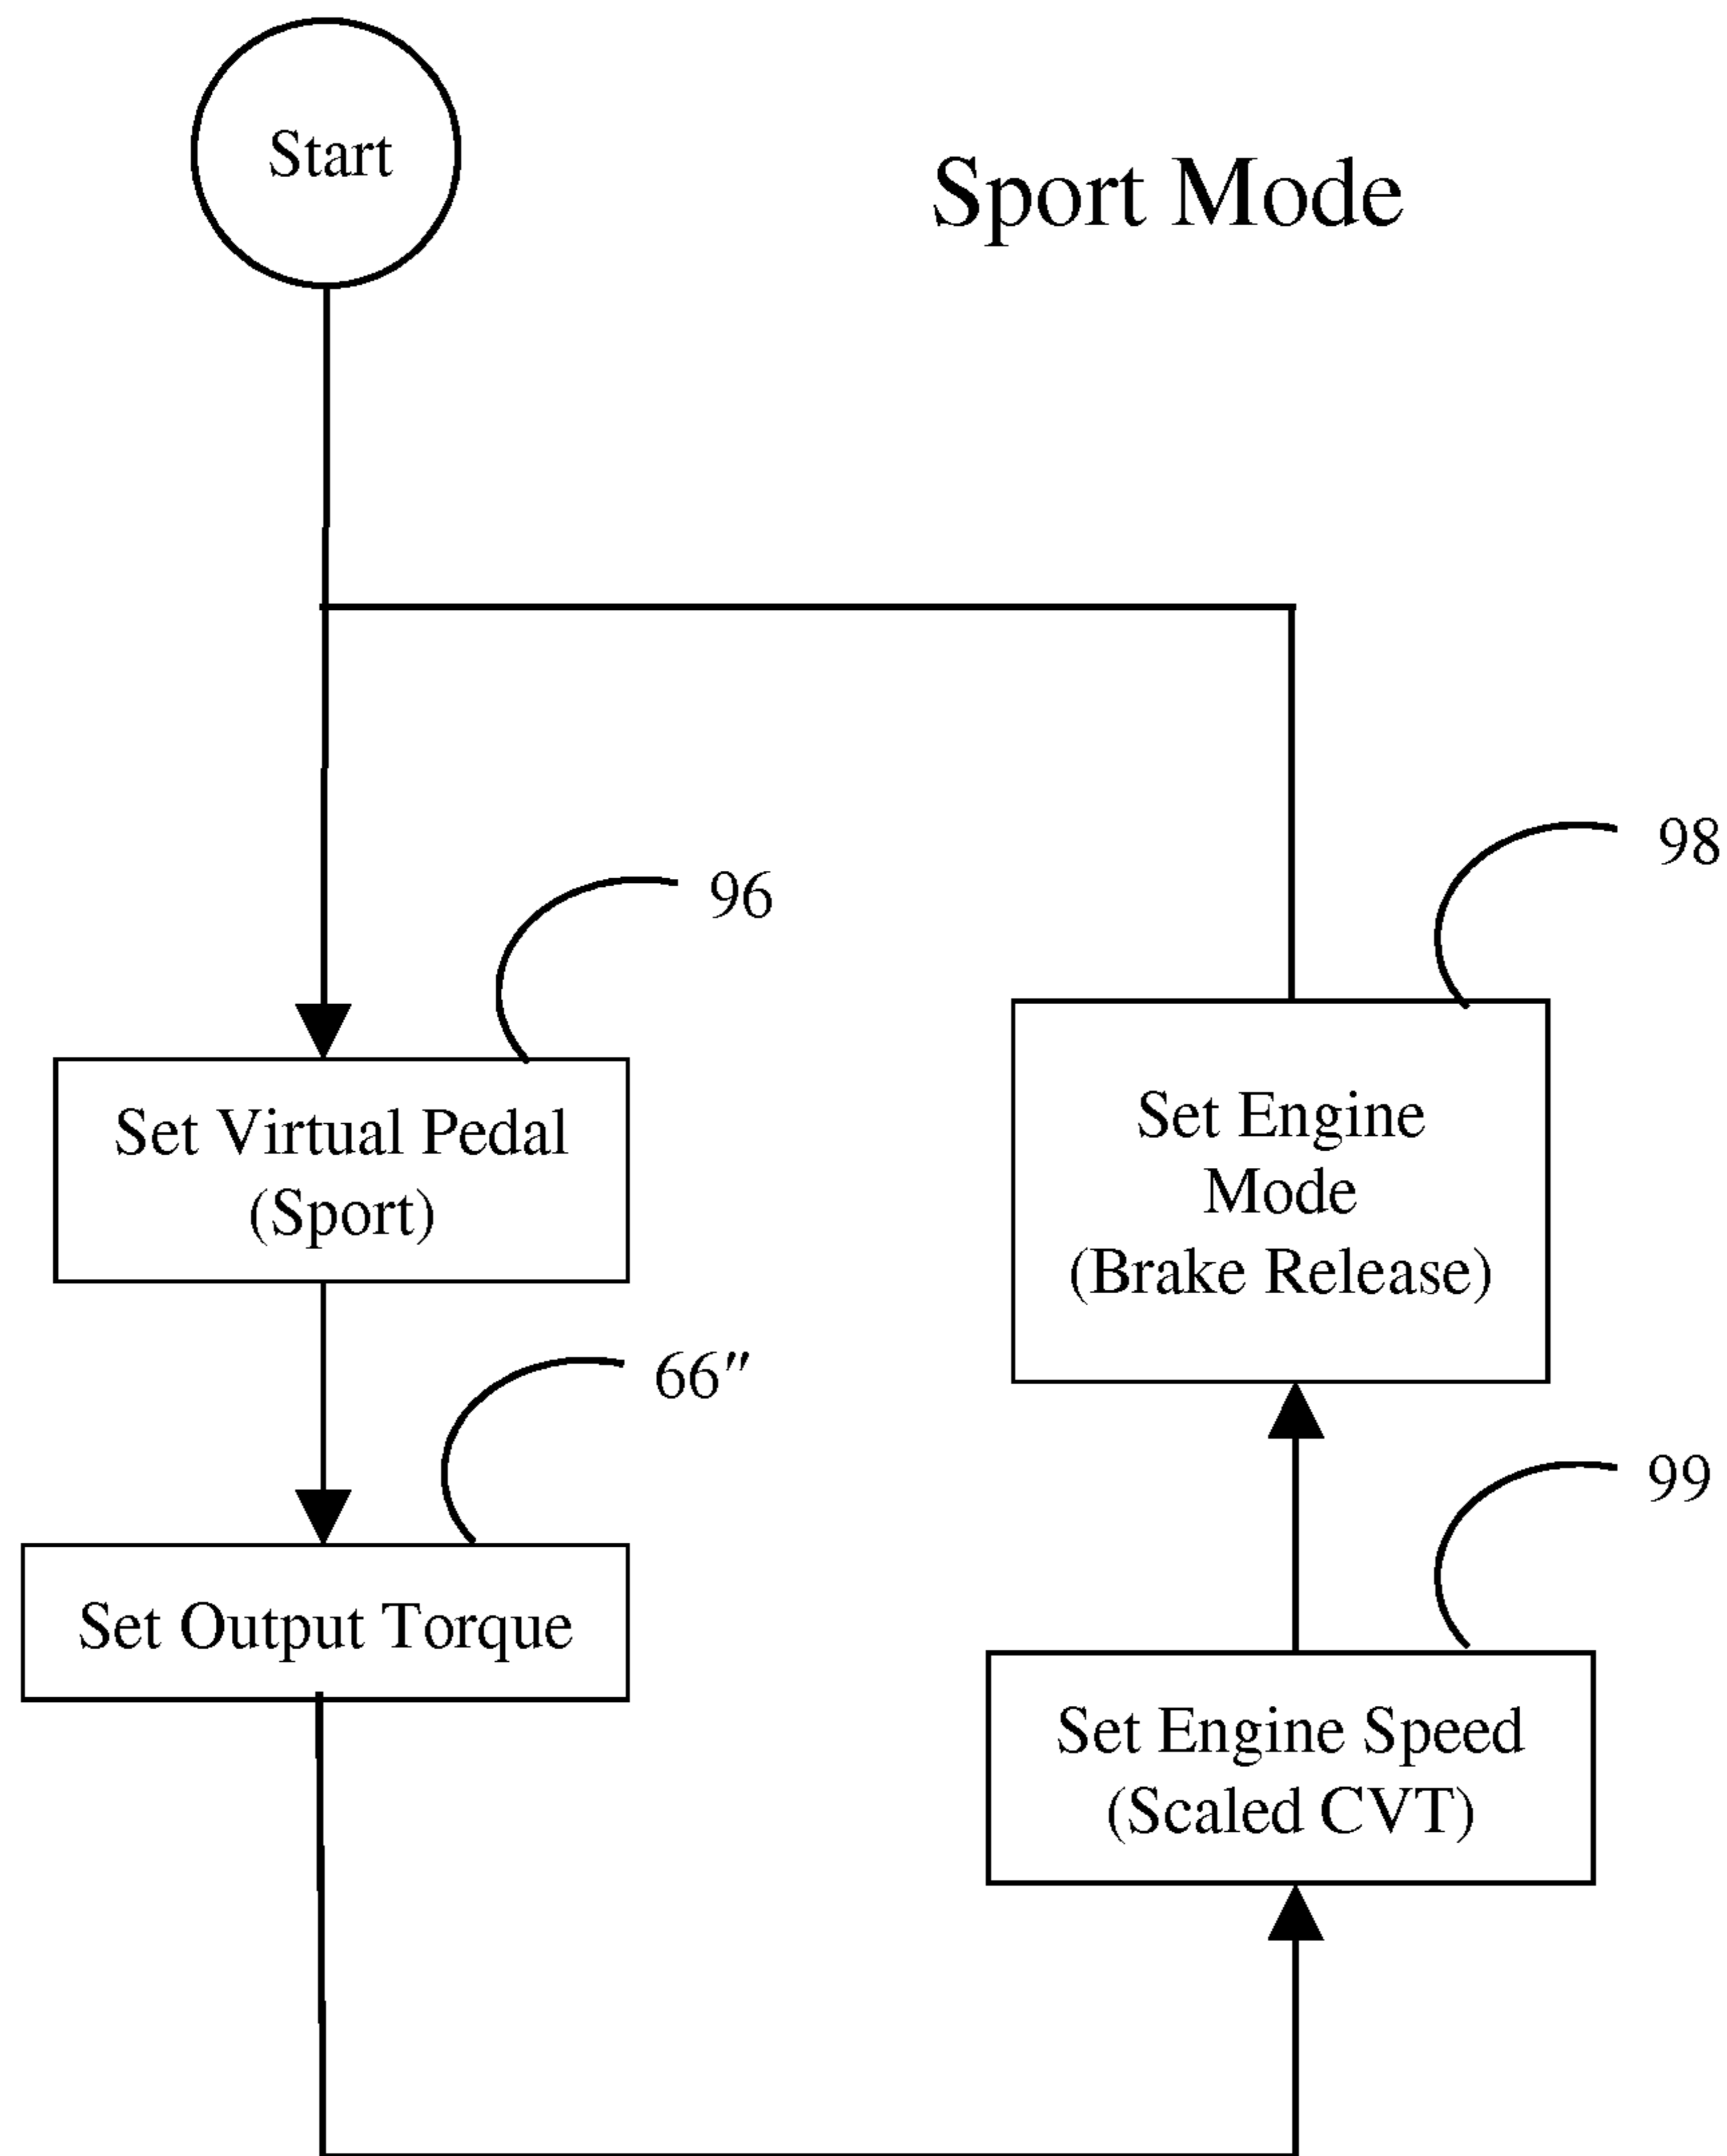 Start
Sport Mode
96
Set Virtual Pedal
(Sport)
66″
Set Output Torque
98
Set Engine
Mode
(Brake Release)
99
Set Engine Speed
(Scaled CVT)